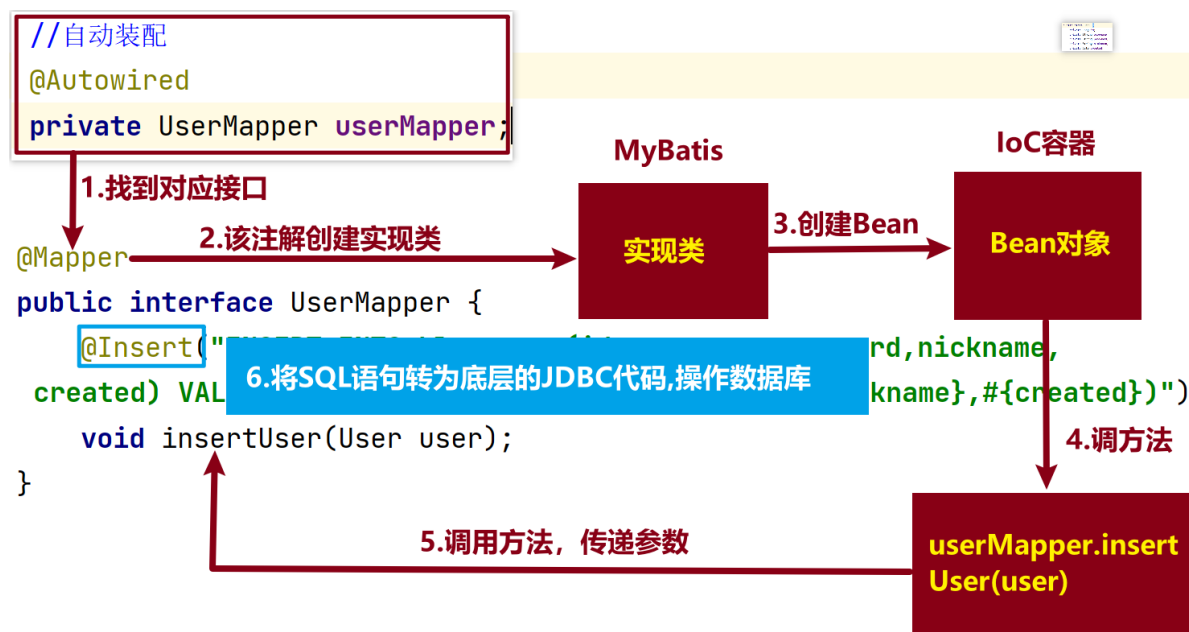 //自动装配
@Autowired
private UserMapper userMapper;
MyBatis
IoC容器
1.找到对应接口
2.该注解创建实现类
3.创建Bean
实现类
Bean对象
@Mapper
public interface UserMapper {
@Insert(" rd,nickname,
6.将SQL语句转为底层的JDBC代码,操作数据库
created) VAL kname},#{created})")
void insertUser(User user);
4.调方法
}
5.调用方法，传递参数
userMapper.insert
User(user)